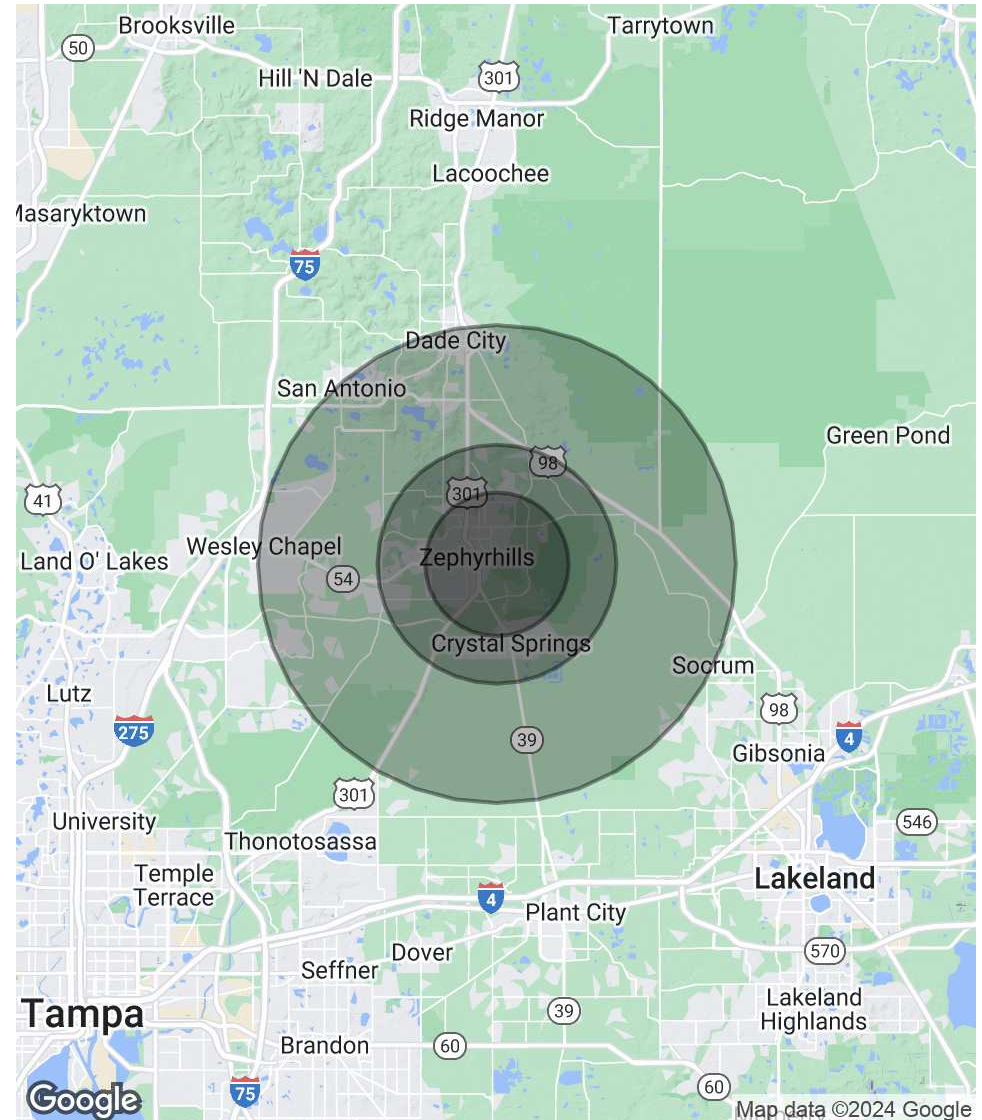 Brooksville
Tarrytown
50
Hill 'N Dale
301
Ridge Manor
Lacoochee
Masaryktown
75
Dade City
San Antonio
Green Pond
98
41
301
Wesley Chapel
Zephyrhills
Land O' Lakes
54
Crystal Springs
Socrum
Lutz
98
275
39
4
Gibsonia
301
University
546
Thonotosassa
Temple
Terrace
Lakeland
4
Plant City
Dover
570
Seffner
39
Lakeland
Highlands
Tampa
Brandon
60
60
75
Google
Map data ©2024 Google